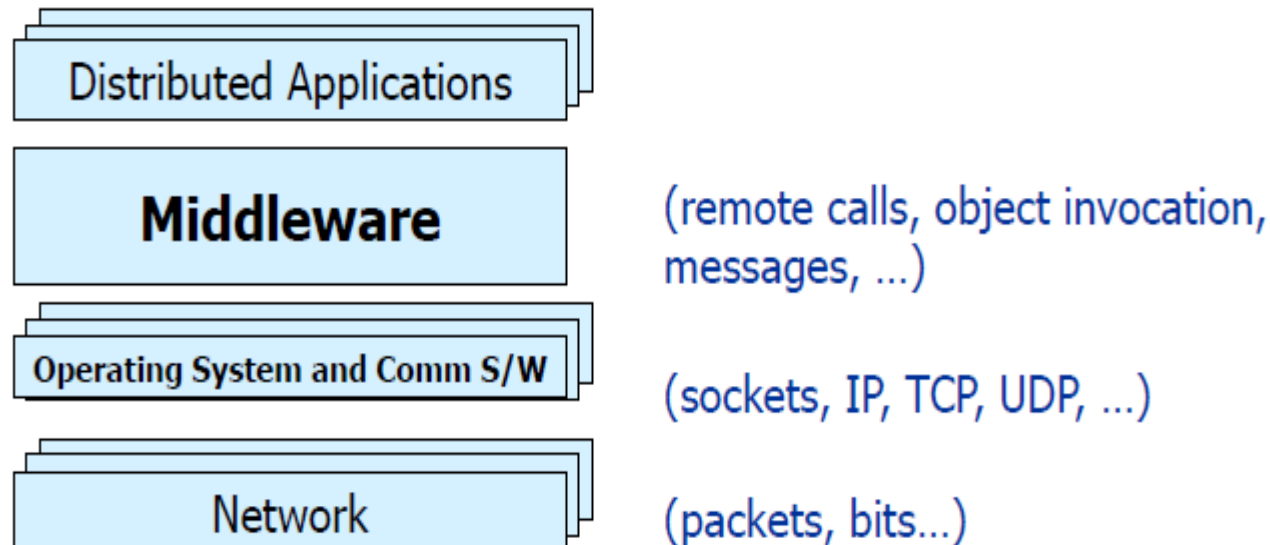 Distributed Applications
Middleware
(remote calls, object invocation,
messages, ...)
Operating System and Comm S/W
(sockets, IP, TCP, UDP, ...)
Network
(packets, bits...)